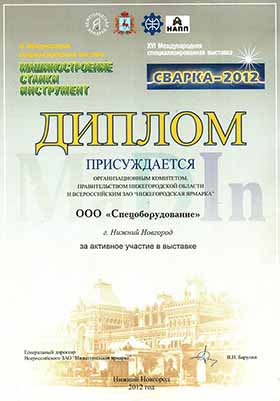 НАПП
XVI Международная
специализированная выставка
МАШИНОСТРОЕНИЕ
СТАНКИ
ИНСТРУМЕНТ
СВАРКА-2012
ДИПЛОМ
ПРИСУЖДАЕТСЯ
ОРГАНИЗАЦИОННЫМ КОМИТЕТОМ,
ПРАВИТЕЛЬСТВОМ НИЖЕГОРОДСКОЙ ОБЛАСТИ
И ВСЕРОССИЙСКИМ ЗАО "НИЖЕГОРОДСКАЯ ЯРМАРКА"
ООО «Спецоборудование»
г. Нижний Новгород
за активное участие в выставке
Генеральный директор
Всероссийского ЗАО "Нижегородская ярмарка"
В.Н. Барулин
Нижний Новгород
2012 год